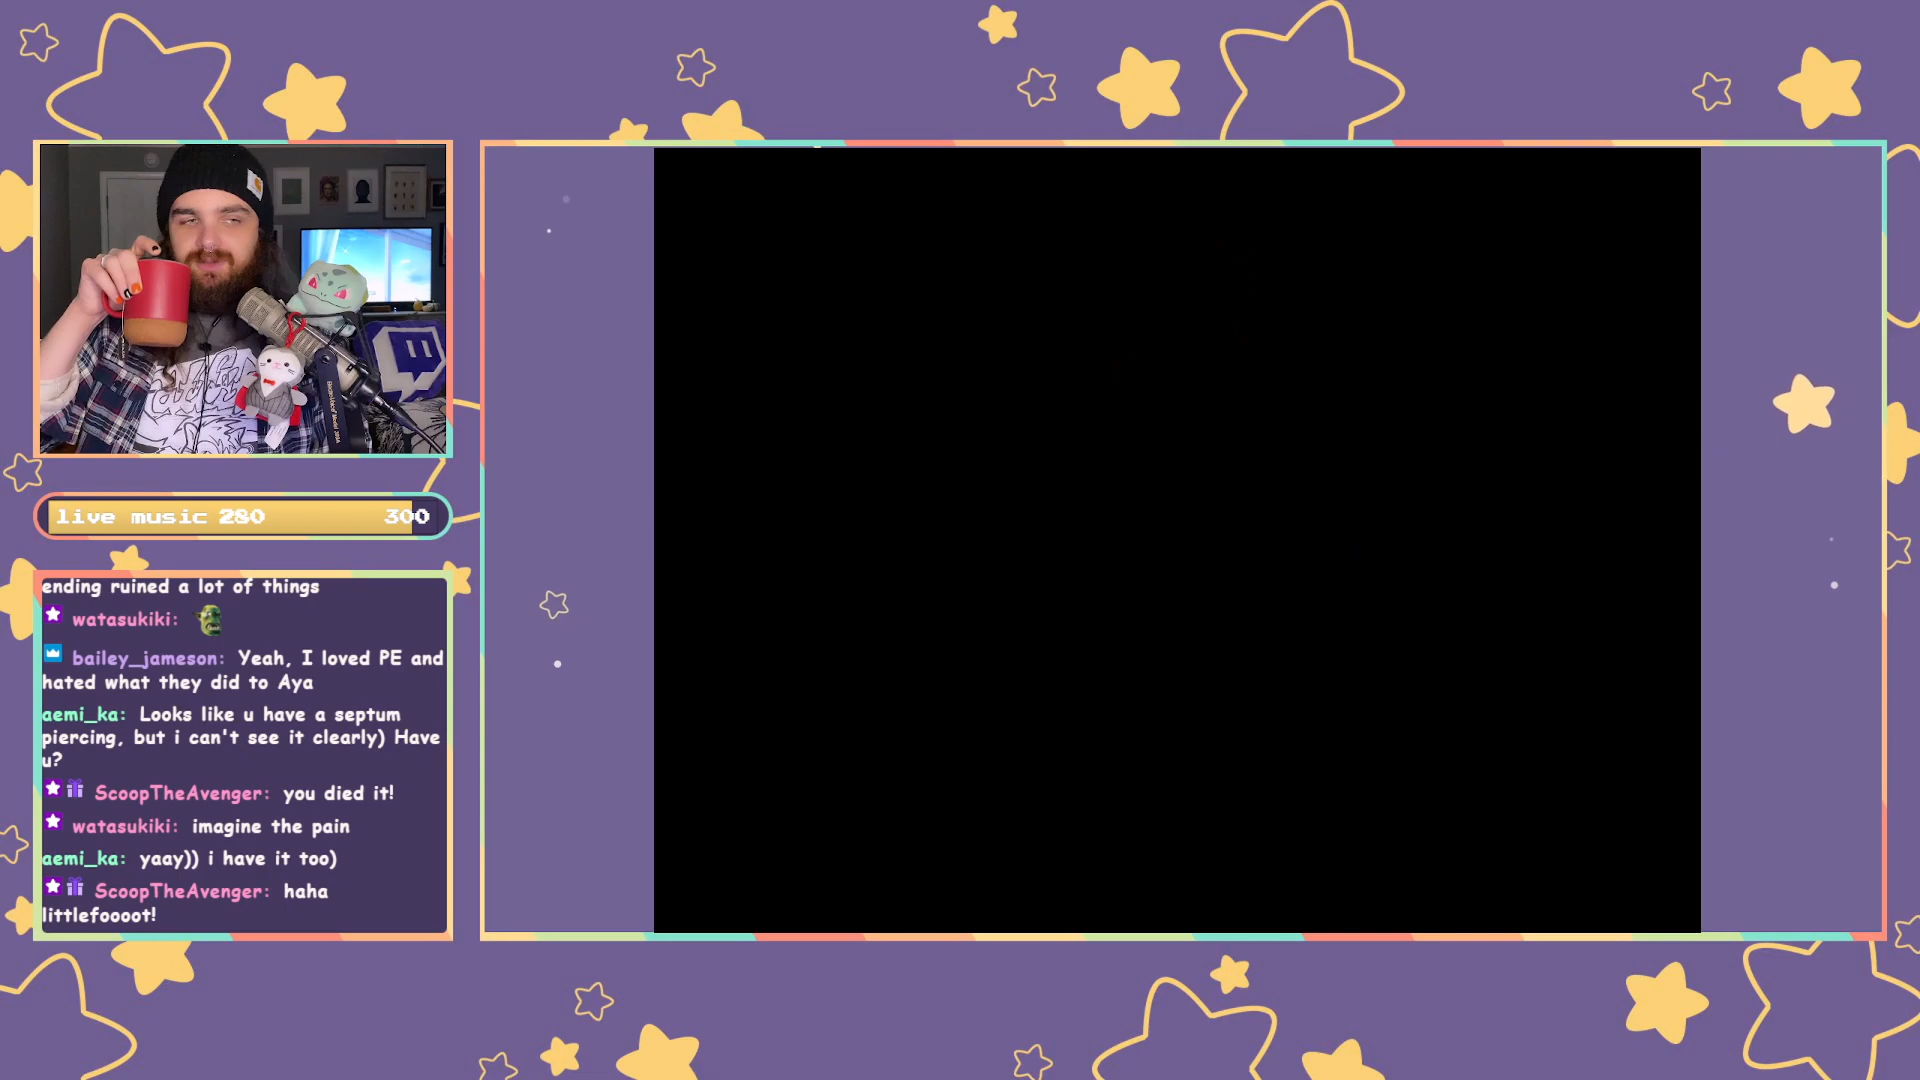 live music 280 300
ending ruined a lot of things
watasukiki:
bailey_jameson: Yeah, I loved PE and
hated what they did to Aya
aemi_ka: Looks like u have a septum
piercing, but i can't see it clearly) Have
u?
ScoopTheAvenger: you died it!
watasukiki: imagine the pain
aemi_ka: yaay)) i have it too)
ScoopTheAvenger: haha
littlefoooot!